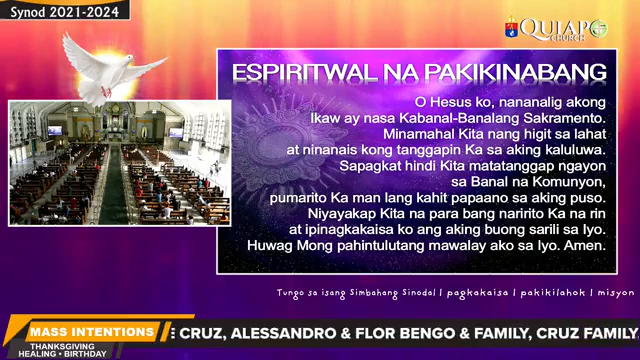 Synod 2021-2024
QUIAPO
CHURCH
ESPIRITWAL NA PAKIKINABANG
O Hesus ko, nananalig akong
Ikaw ay nasa Kabanal-Banalang Sakramento.
Minamahal Kita nang higit sa lahat
at ninanais kong tanggapin Ka sa aking kaluluwa.
Sapagkat hindi Kita matatanggap ngayon
sa Banal na Komunyon,
pumarito Ka man lang kahit papaano sa aking puso.
Niyayakap Kita na para bang naririto Ka na rin
at ipinagkakaisa ko ang aking buong sarili sa Iyo.
Huwag Mong pahintulutang mawalay ako sa Iyo. Amen.
Tungo sa isang Simbahang Sinodal | pagkakaisa | pakikilahok | misyon
MASS INTENTIONS
E CRUZ, ALESSANDRO & FLOR BENGO & FAMILY, CRUZ FAMILY
THANKSGIVING
HEALING • BIRTHDAY